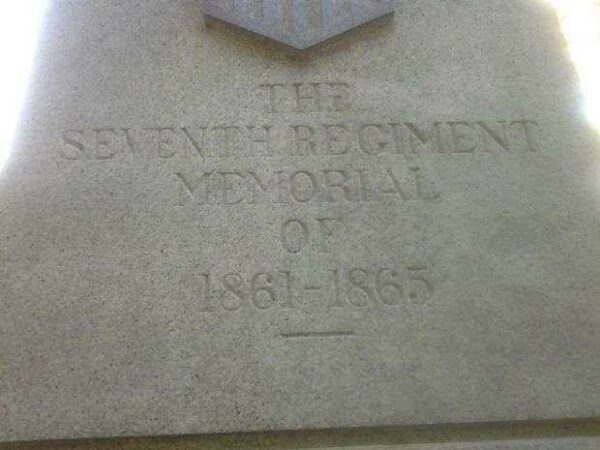 THE
SEVENTH REGIMENT
MEMORIAL
OF
1861-1865